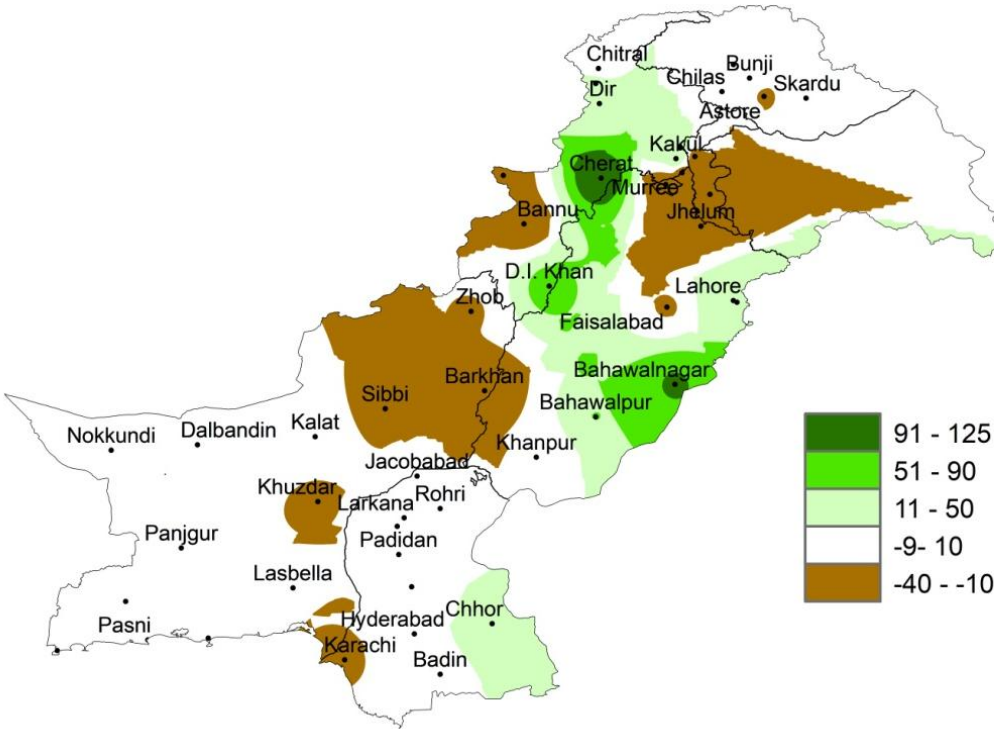 Chitral
Bunji
Chilas
Skardu
Dir
Astore
Kakul
Cherat
Murree
Bannu
Jhelum
D.I. Khan
Lahore
Zhob
Faisalabad
Bahawalnagar
Barkhan
Sibbi
Bahawalpur
Kalat
Dalbandin
Nokkundi
Khanpur
Jacobabad
Khuzdar
Rohri
Larkana
Panjgur
Padidan
Lasbella
Chhor
Hyderabad
Pasni
Karachi
Badin
91 - 125
51 - 90
11 - 50
-9- 10
-40 - -10